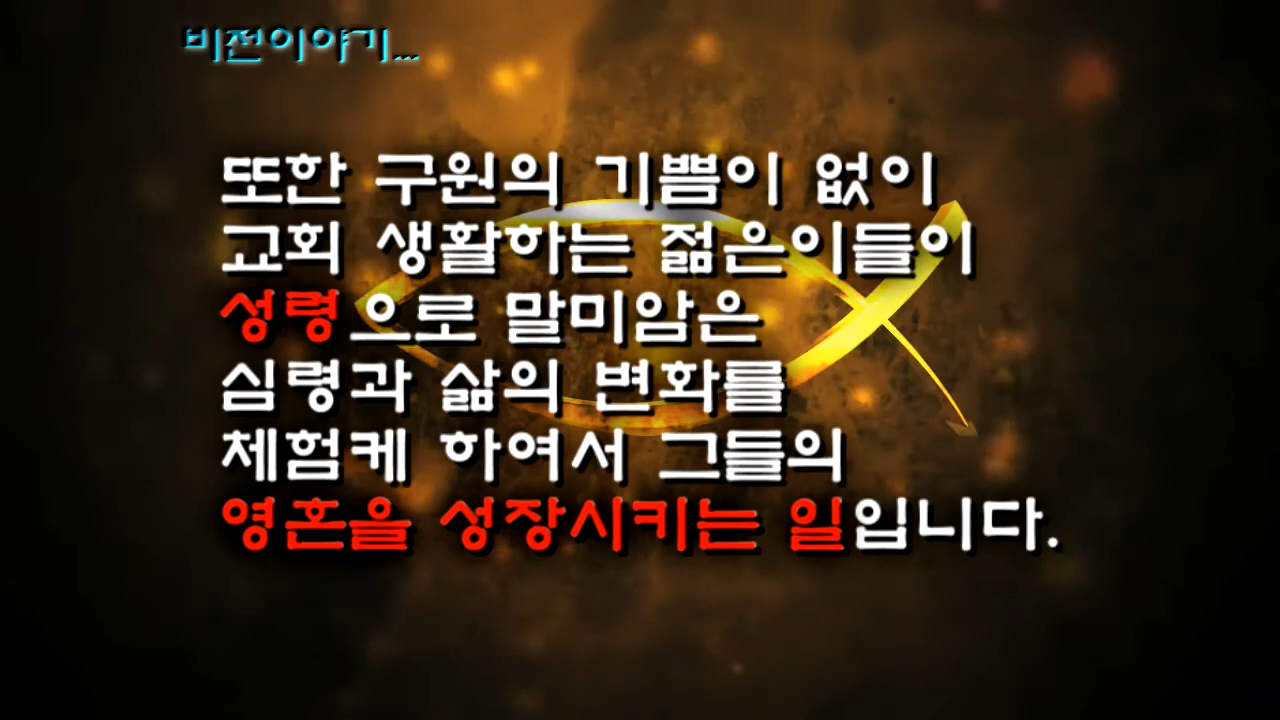 비전이야기...
또한 구원의 기쁨이 없이
교회 생활하는 젊은이들이
성령으로 말미암은
심령과 삶의 변화를
체험케 하여서 그들의
영혼을 성장시키는 일입니다.